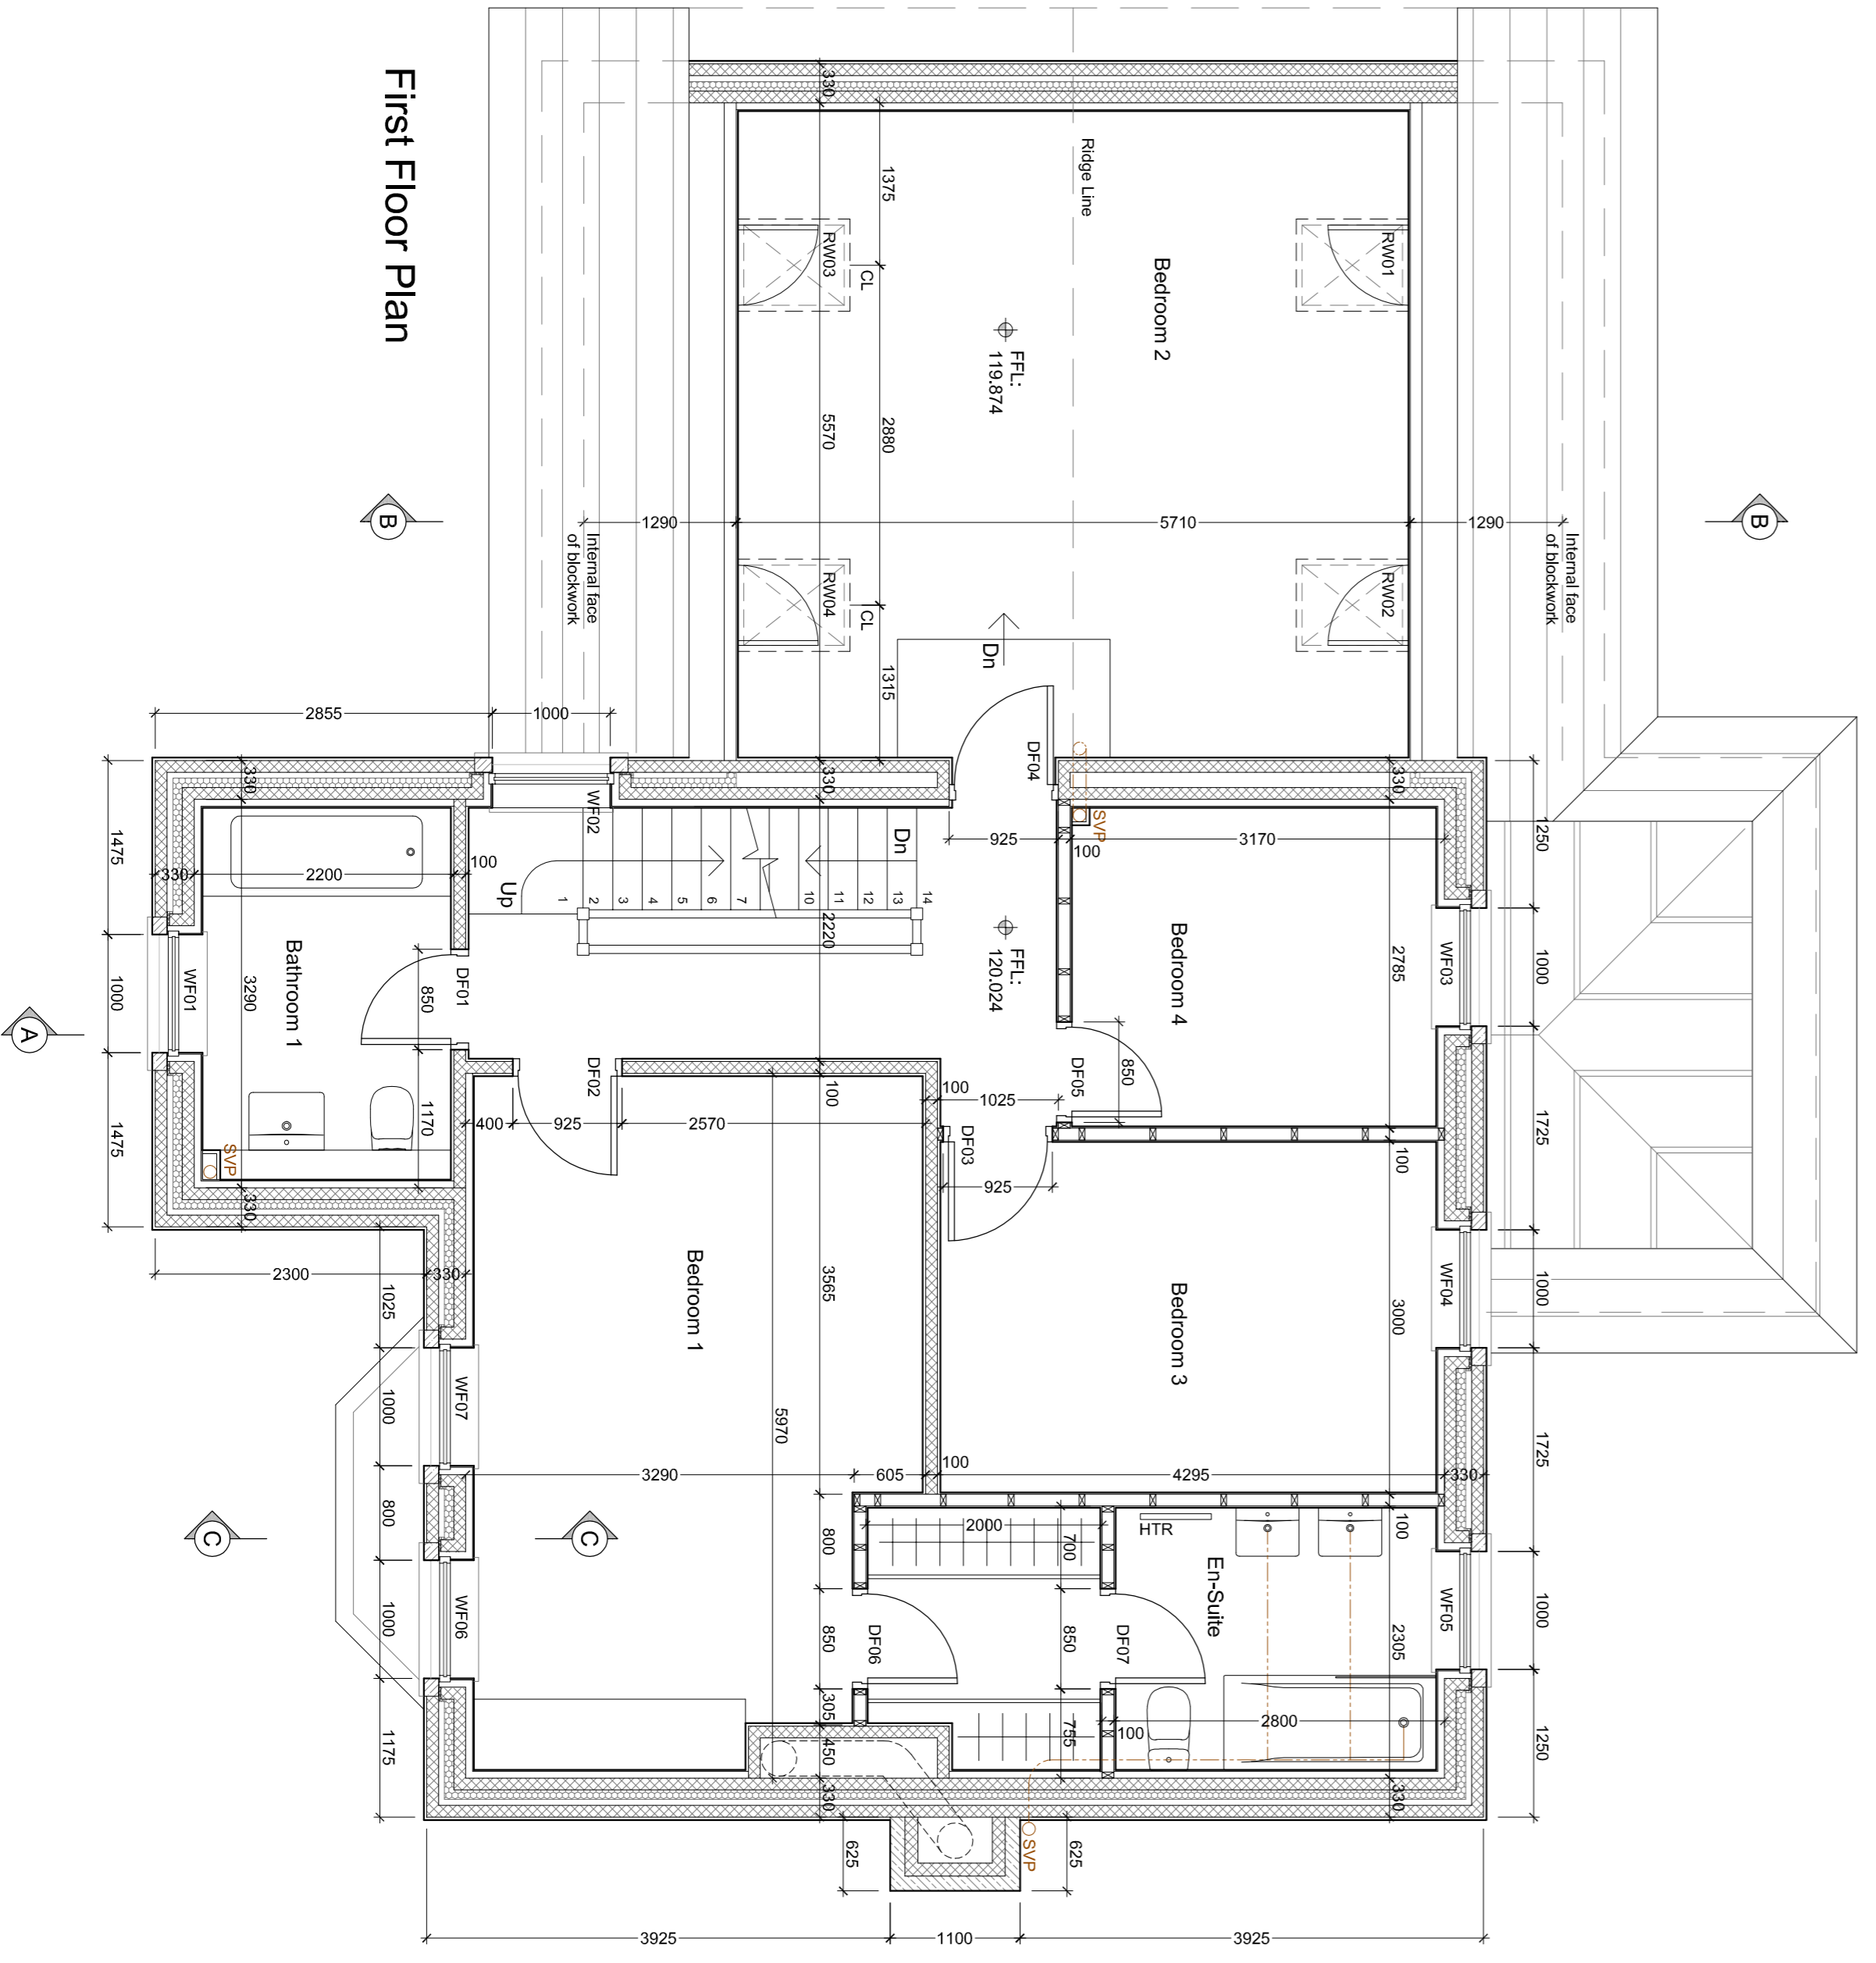 First Floor Plan
Bedroom 2
Ridge Line
FFL:
119.874
RW01
RW02
RW03
RW04
CL
CL
Dn
330
1375
2880
1315
5570
1290
5710
1290
Internal face
of blockwork
Internal face
of blockwork
B
B
DF04
SVP
330
330
330
2855
1000
WF02
Up
Dn
1
2
3
4
5
6
7
10
11
12
13
14
2220
925
100
3170
Bedroom 4
2785
WF03
FFL:
120.024
DF05
850
100
1025
DF03
925
100
1250
1000
1725
1000
1725
1000
1250
1475
1000
1475
330
2200
100
Bathroom 1
3290
WF01
DF01
850
1170
SVP
330
A
DF02
100
400
925
2570
2300
330
Bedroom 1
3565
5970
Bedroom 3
3000
WF04
1025
1000
800
1000
1175
WF07
WF06
C
C
3290
605
100
4295
330
100
2000
HTR
En-Suite
700
800
850
850
DF06
DF07
WF05
2305
305
755
100
2800
450
330
330
625
625
SVP
3925
1100
3925